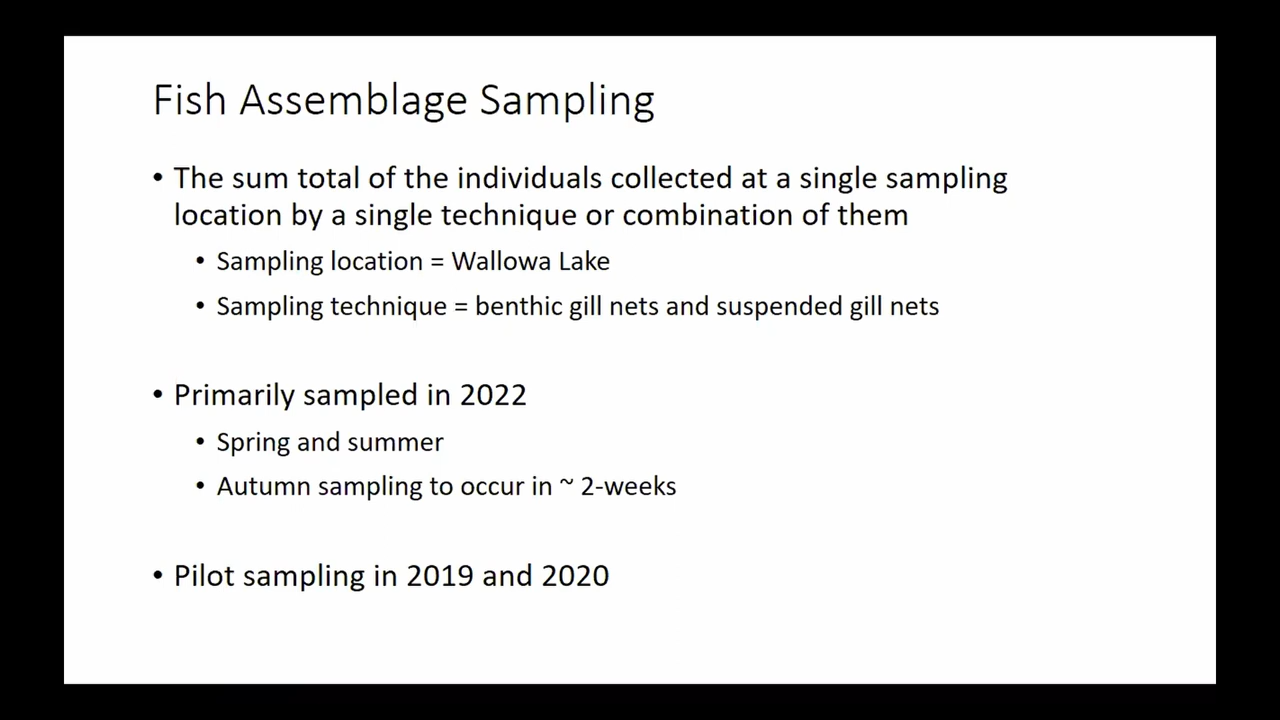 Fish Assemblage Sampling
• The sum total of the individuals collected at a single sampling
location by a single technique or combination of them
• Sampling location = Wallowa Lake
• Sampling technique = benthic gill nets and suspended gill nets
• Primarily sampled in 2022
• Spring and summer
• Autumn sampling to occur in ~ 2-weeks
• Pilot sampling in 2019 and 2020